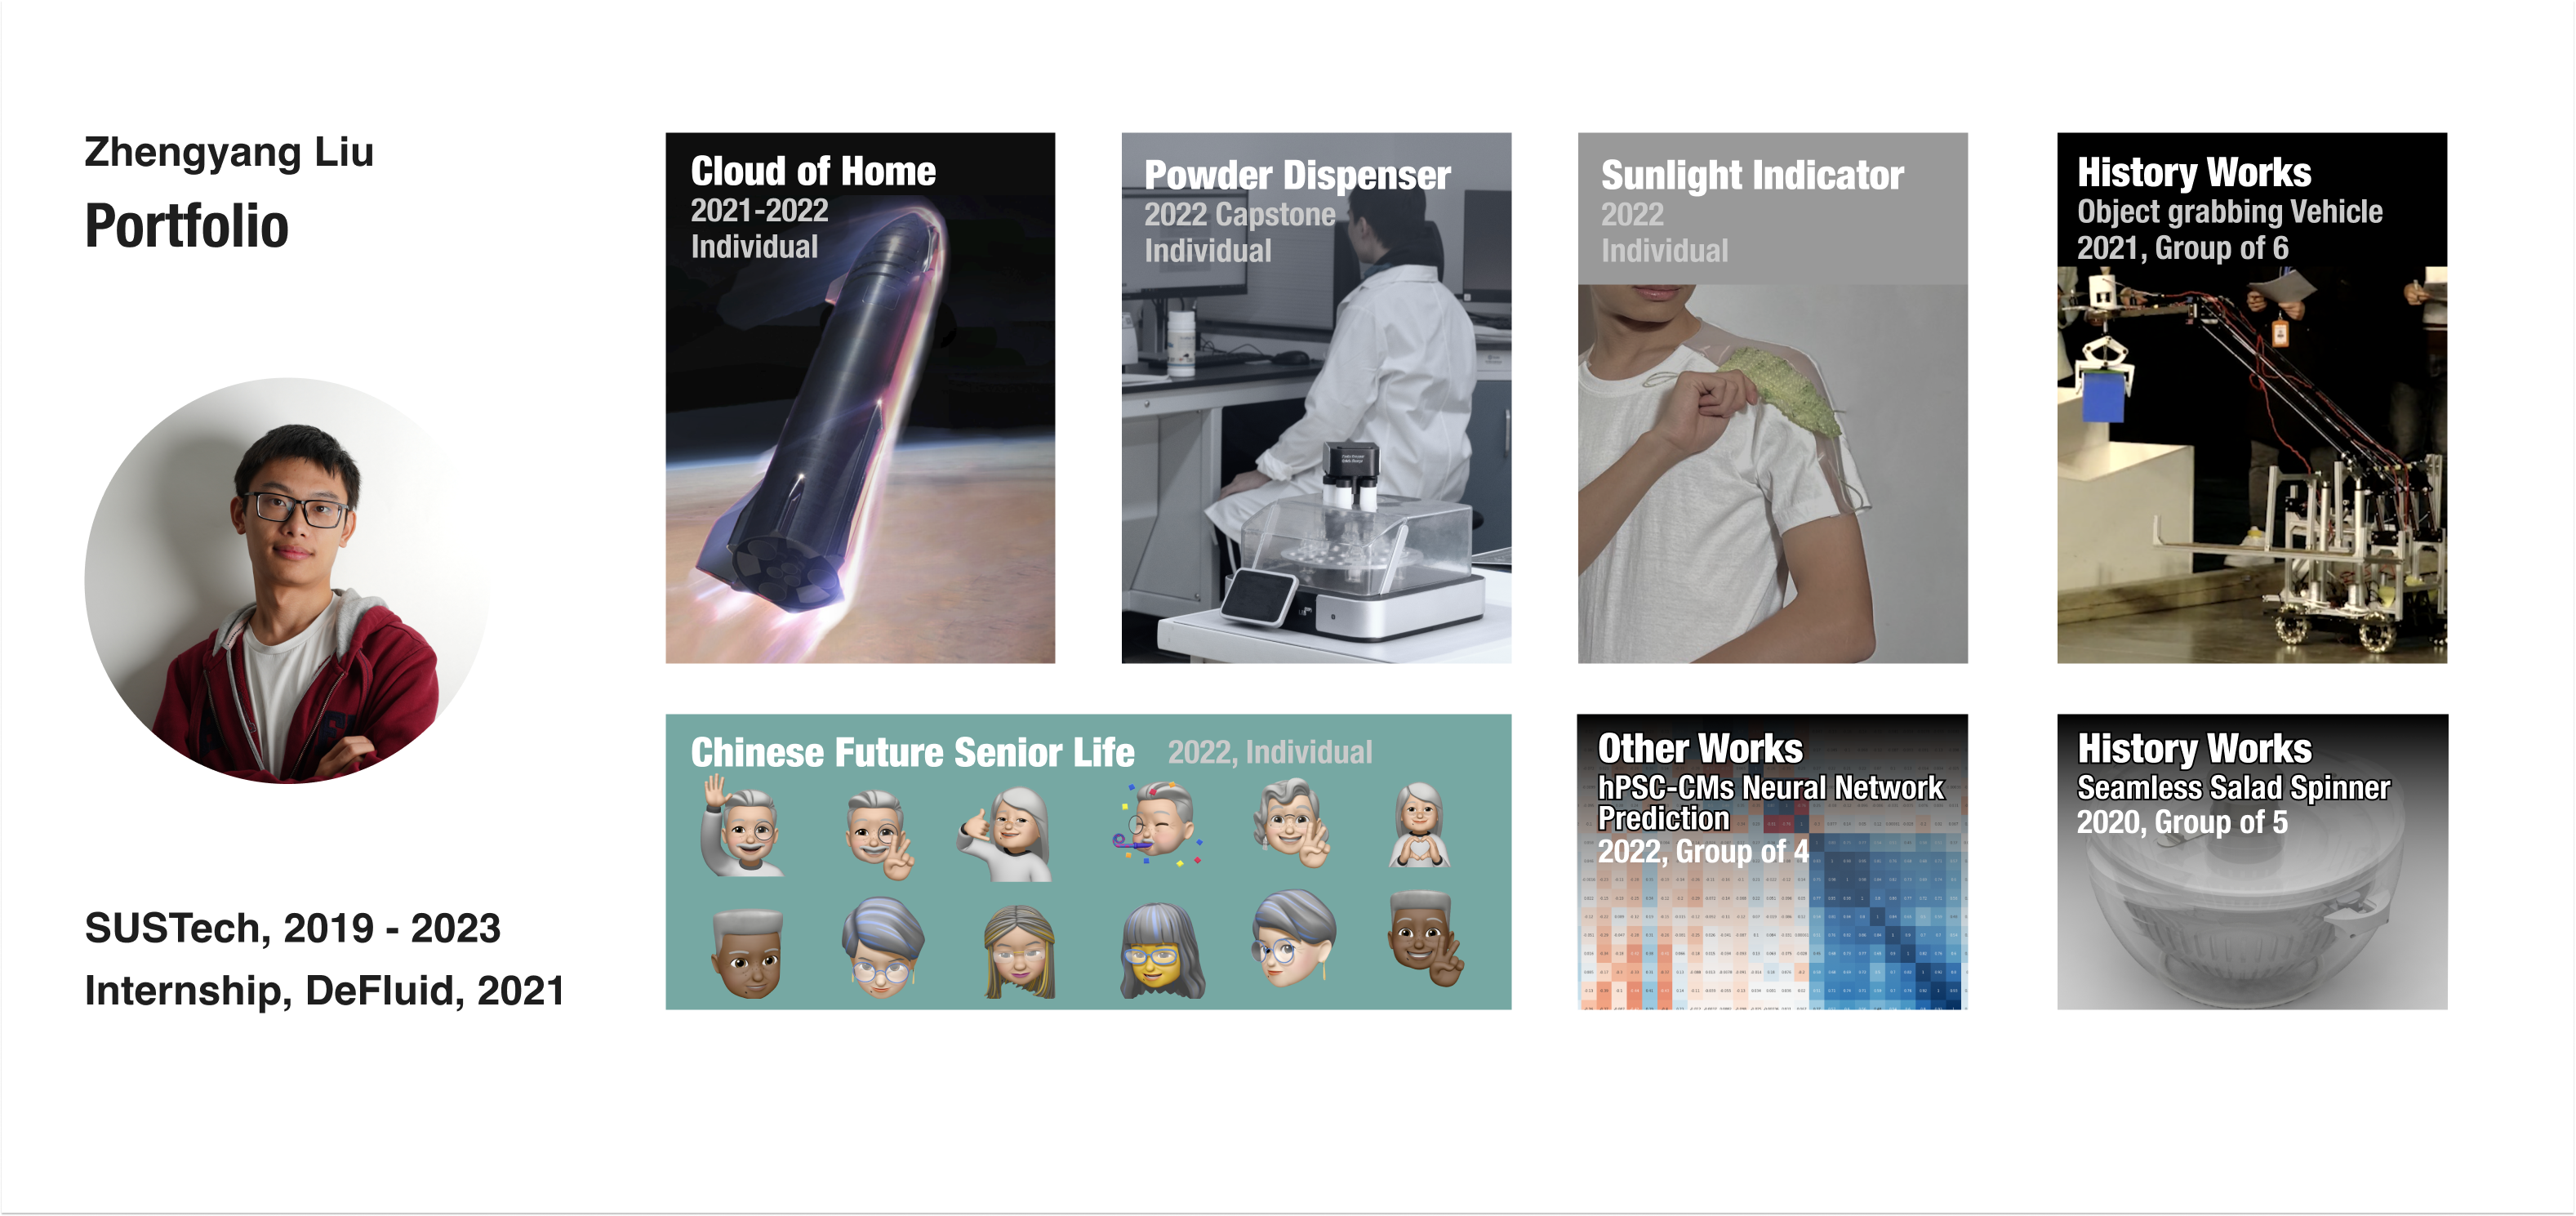 Zhengyang Liu
Portfolio
SUSTech, 2019 - 2023
Internship, DeFluid, 2021
Cloud of Home
2021-2022
Individual
Powder Dispenser
2022 Capstone
Individual
Sunlight Indicator
2022
Individual
History Works
Object grabbing Vehicle
2021, Group of 6
Chinese Future Senior Life 2022, Individual
Other Works
hPSC-CMs Neural Network
Prediction
2022, Group of 4
History Works
Seamless Salad Spinner
2020, Group of 5